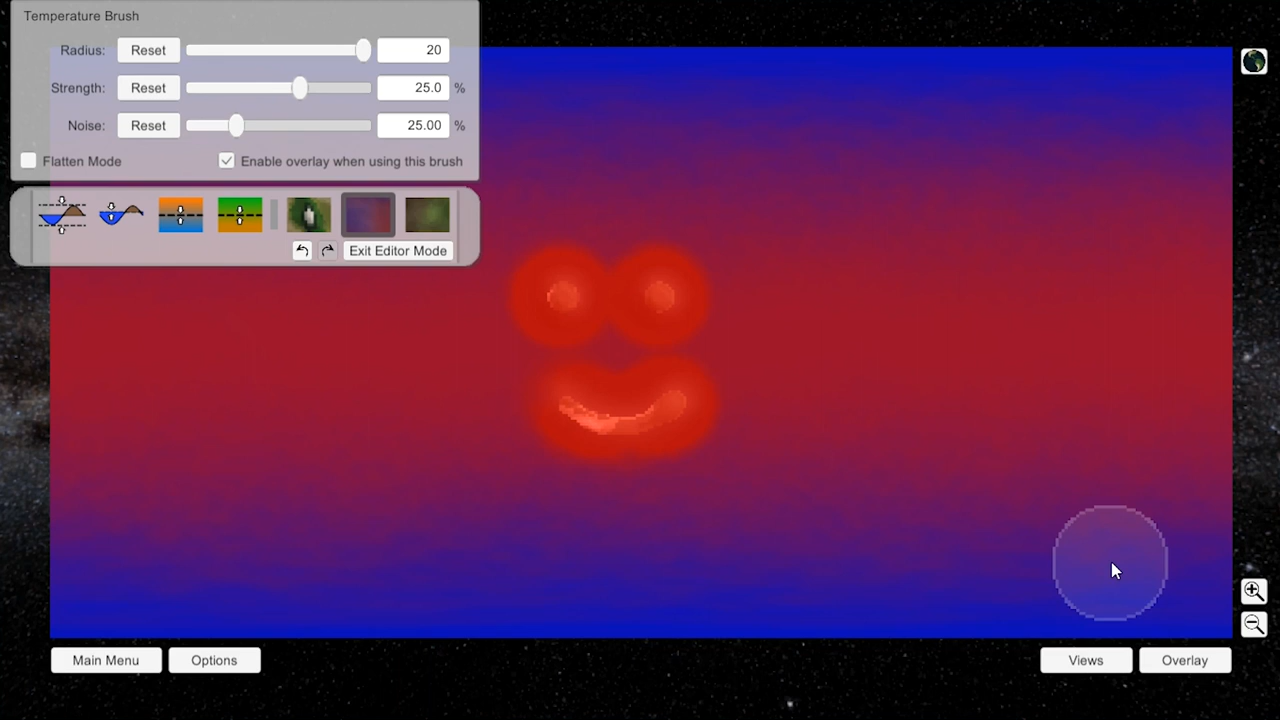 Temperature Brush
Radius: Reset 20
Strength: Reset 25.0 %
Noise: Reset 25.00 %
Flatten Mode Enable overlay when using this brush
Exit Editor Mode
Main Menu Options Views Overlay